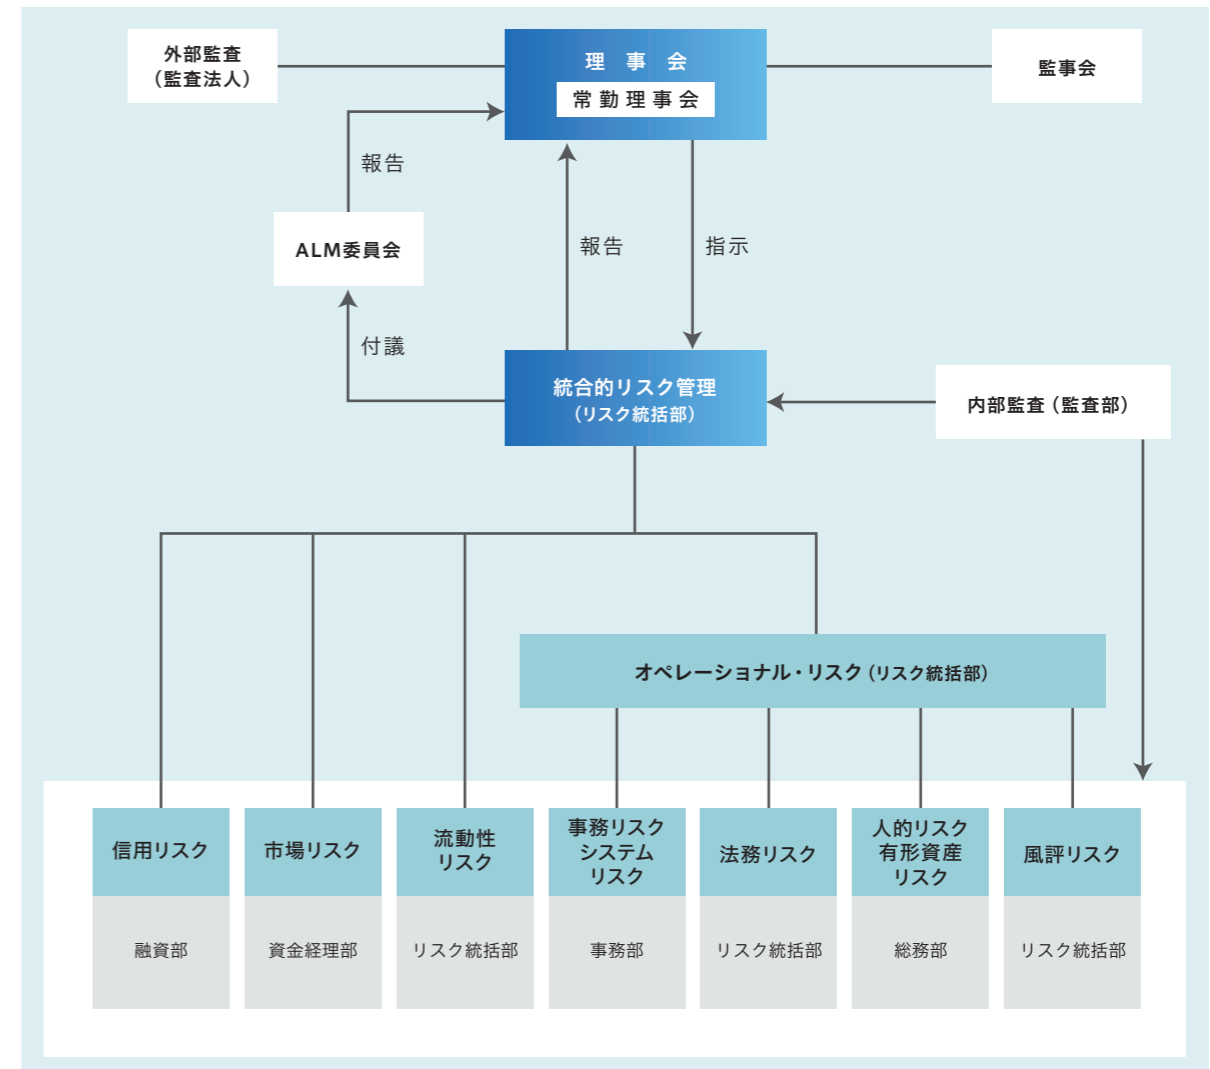 外部監査
（監査法人）
理事会
常勤理事会
監事会
報告
ALM委員会
報告
指示
付議
統合的リスク管理
（リスク統括部）
内部監査（監査部）
オペレーショナル・リスク（リスク統括部）
信用リスク
市場リスク
流動性
リスク
事務リスク
システム
リスク
法務リスク
人的リスク
有形資産
リスク
風評リスク
融資部
資金経理部
リスク統括部
事務部
リスク統括部
総務部
リスク統括部